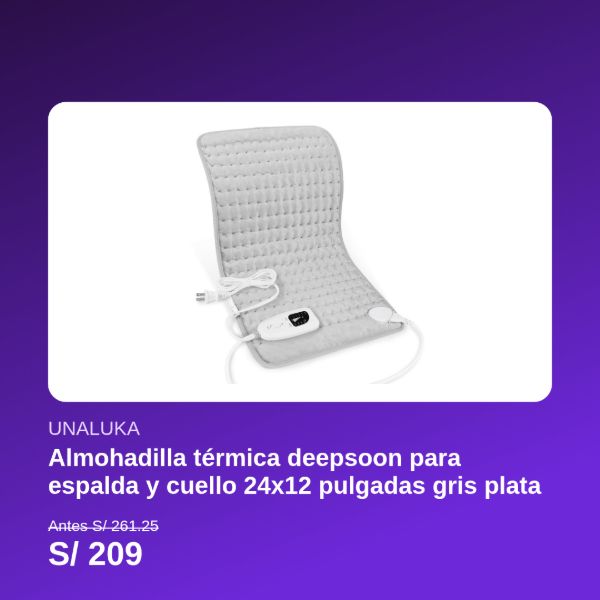 UNALUKA
Almohadilla térmica deepsoon para
espalda y cuello 24x12 pulgadas gris plata
Antes S/ 261.25
S/ 209